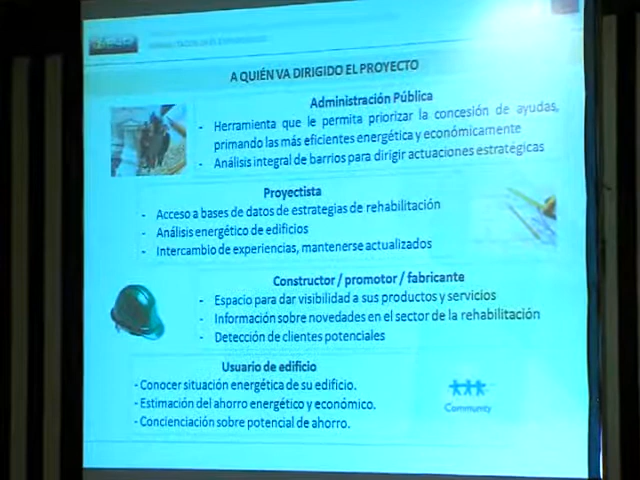 A QUIÉN VA DIRIGIDO EL PROYECTO
Administración Pública
- Herramienta que le permita priorizar la concesión de ayudas,
primando las más eficientes energética y económicamente
- Análisis integral de barrios para dirigir actuaciones estratégicas
Proyectista
- Acceso a bases de datos de estrategias de rehabilitación
- Análisis energético de edificios
- Intercambio de experiencias, mantenerse actualizados
Constructor / promotor / fabricante
- Espacio para dar visibilidad a sus productos y servicios
- Información sobre novedades en el sector de la rehabilitación
- Detección de clientes potenciales
Usuario de edificio
- Conocer situación energética de su edificio.
- Estimación del ahorro energético y económico.
- Concienciación sobre potencial de ahorro.
Community